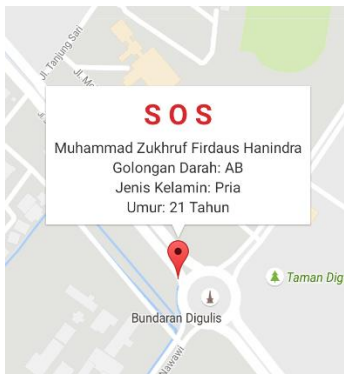 Jl. Tanjung Sari
S O S
Muhammad Zukhruf Firdaus Hanindra
Golongan Darah: AB
Jenis Kelamin: Pria
Umur: 21 Tahun
Taman Dig
Bundaran Digulis
Nawawi